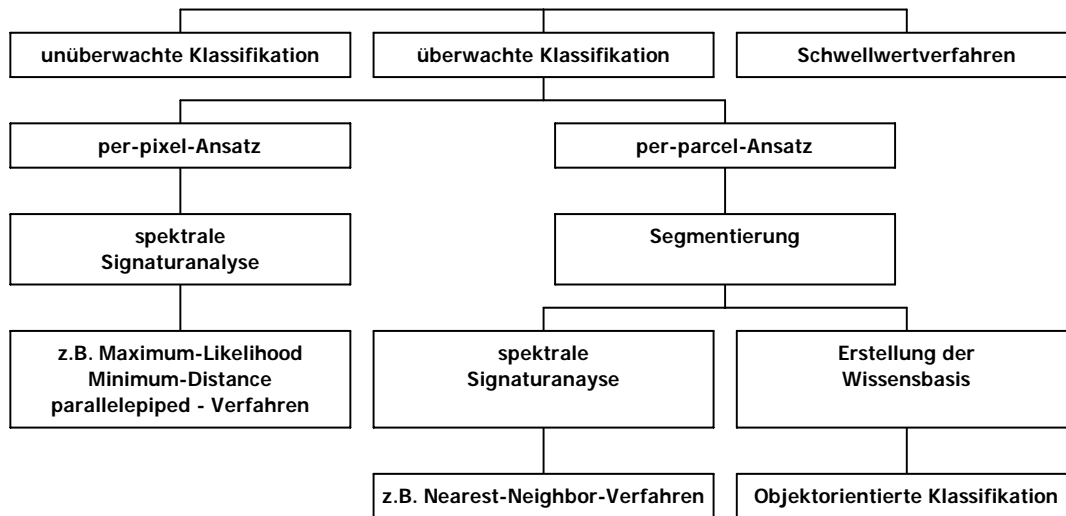 unüberwachte Klassifikation
überwachte Klassifikation
Schwellwertverfahren
per-pixel-Ansatz
per-parcel-Ansatz
spektrale
Signaturanalyse
Segmentierung
z.B. Maximum-Likelihood
Minimum-Distance
parallelepiped - Verfahren
spektrale
Signaturanayse
Erstellung der
Wissensbasis
z.B. Nearest-Neighbor-Verfahren
Objektorientierte Klassifikation